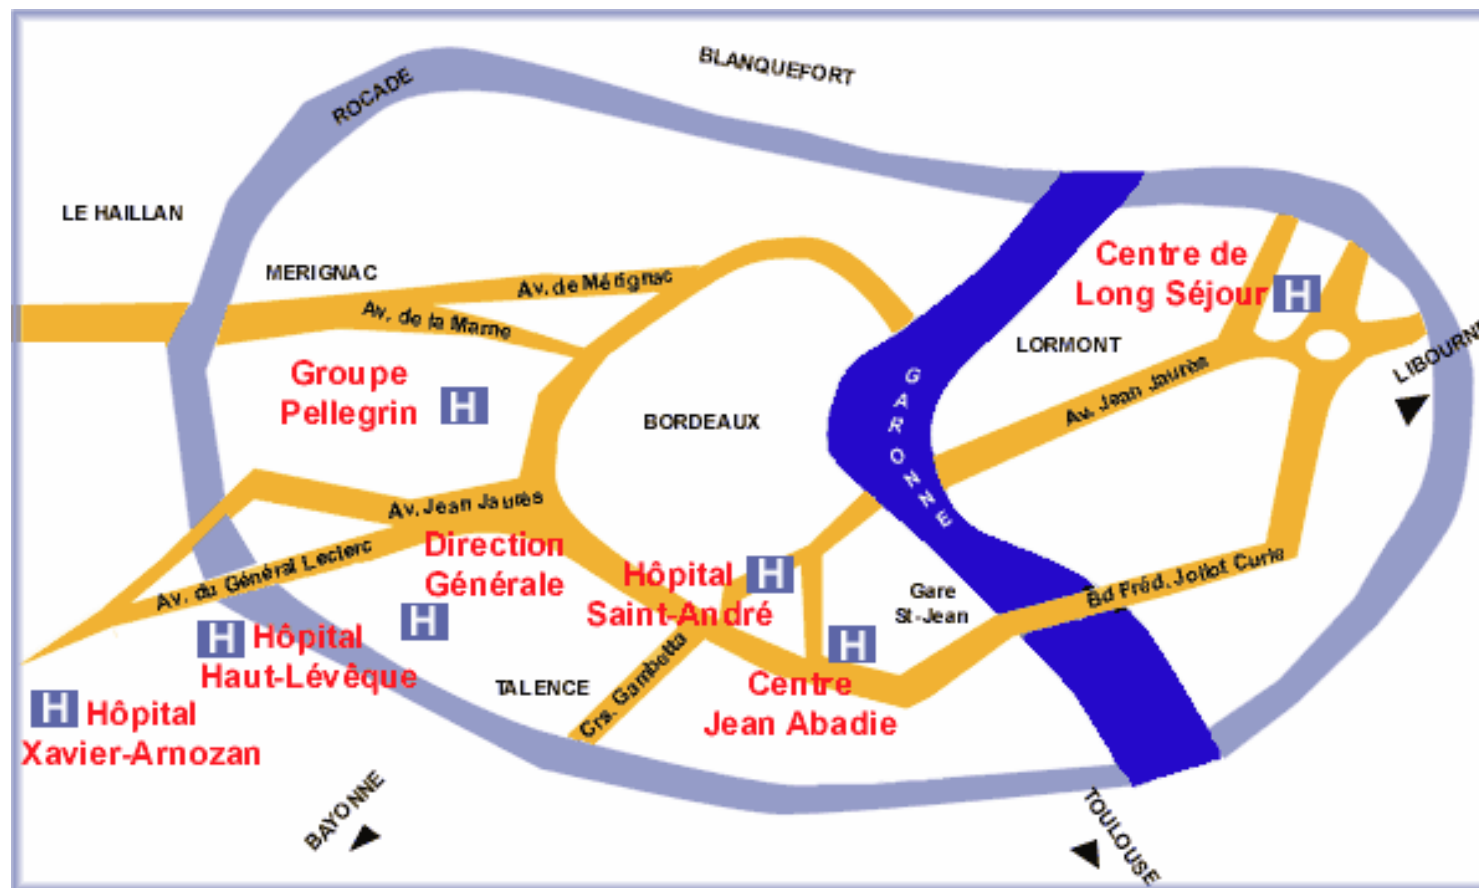 BLANQUEFORT
ROCADE
LE HAILLAN
MERIGNAC
Av. de Mérignac
Av. de la Marne
Centre de
Long Séjour
H
LORMONT
LIBOURNE
Groupe
Pellegrin
H
BORDEAUX
GARONNE
Av. Jean Jaurès
Av. Jean Jaurès
Av. du Général Leclerc
Direction
Générale
H
Hôpital
Saint-André
H
Gare
St-Jean
Bd Fréd. Joliot Curie
H
Hôpital
Haut-Lévêque
TALENCE
Crs. Gambetta
H
Centre
Jean Abadie
H
Hôpital
Xavier-Arnozan
BAYONNE
TOULOUSE